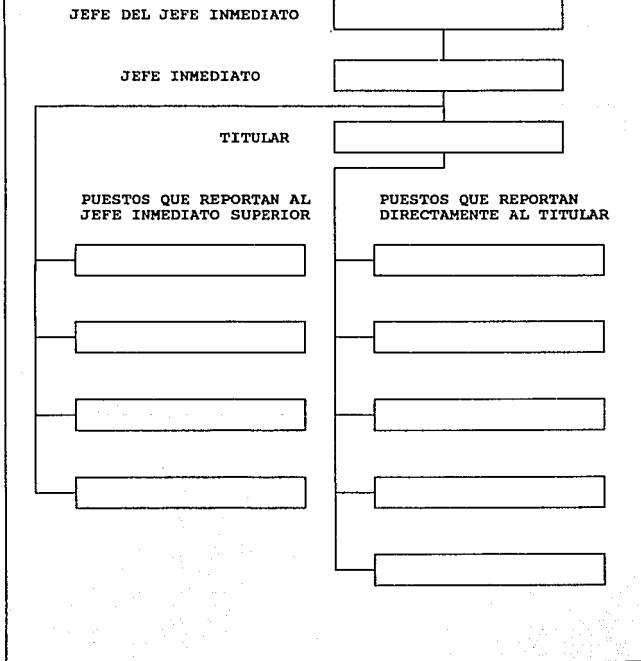 JEFE DEL JEFE INMEDIATO
JEFE INMEDIATO
TITULAR
PUESTOS QUE REPORTAN AL
JEFE INMEDIATO SUPERIOR
PUESTOS QUE REPORTAN
DIRECTAMENTE AL TITULAR